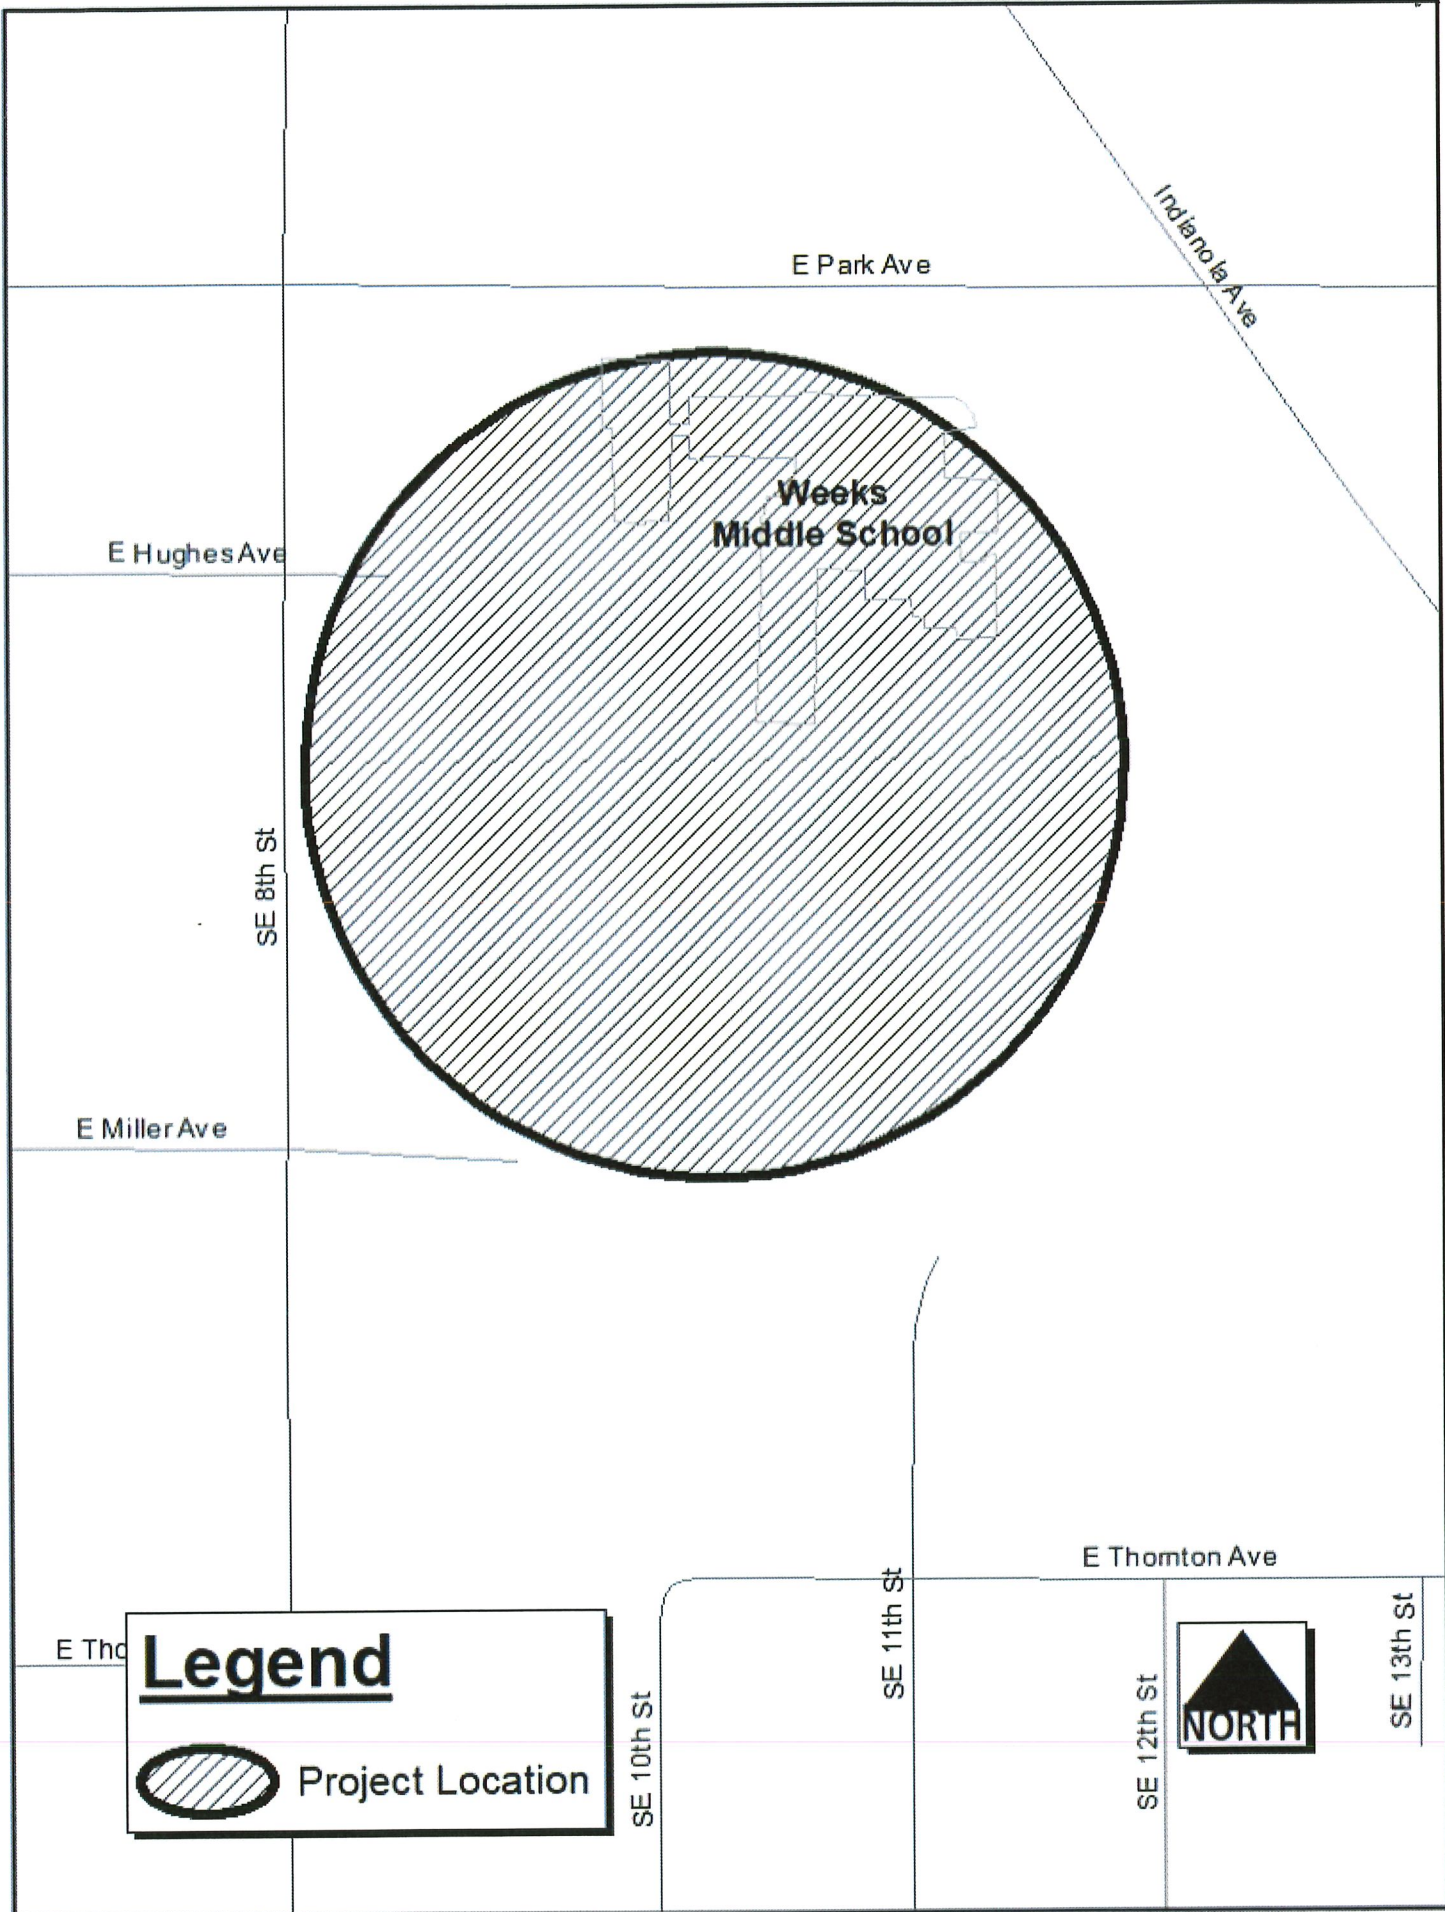 E Park Ave
Indianola Ave
Weeks
Middle School
E Hughes Ave
SE 8th St
E Miller Ave
E Thornton Ave
SE 11th St
SE 13th St
E Tho
Legend
Project Location
SE 10th St
SE 12th St
NORTH